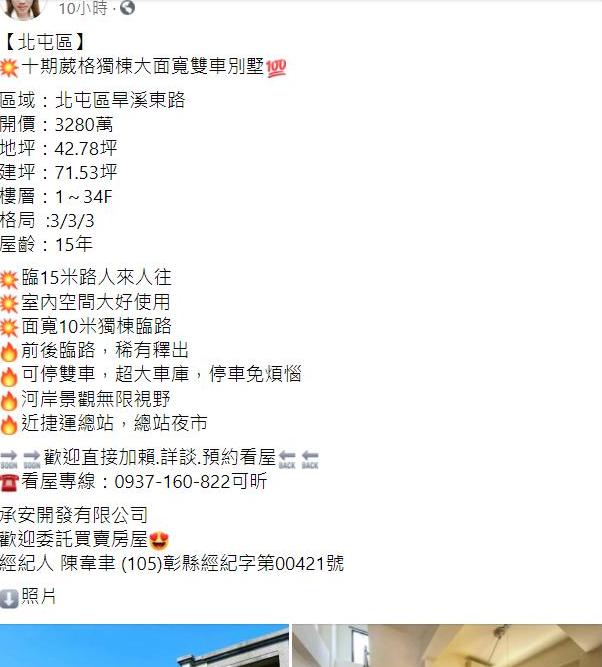 10小時·
【北屯區】
💥十期葳格獨棟大面寬雙車別墅💯
區域：北屯區旱溪東路
開價：3280萬
地坪：42.78坪
建坪：71.53坪
樓層：1～34F
格局 :3/3/3
屋齡：15年
💥臨15米路人來人往
💥室內空間大好使用
💥面寬10米獨棟臨路
🔥前後臨路，稀有釋出
🔥可停雙車，超大車庫，停車免煩惱
🔥河岸景觀無限視野
🔥近捷運總站，總站夜市
🔜🔜歡迎直接加賴.詳談.預約看屋🔙🔙
☎️看屋專線：0937-160-822可昕
承安開發有限公司
歡迎委託買賣房屋😍
經紀人 陳韋聿 (105)彰縣經紀字第00421號
⬇️照片